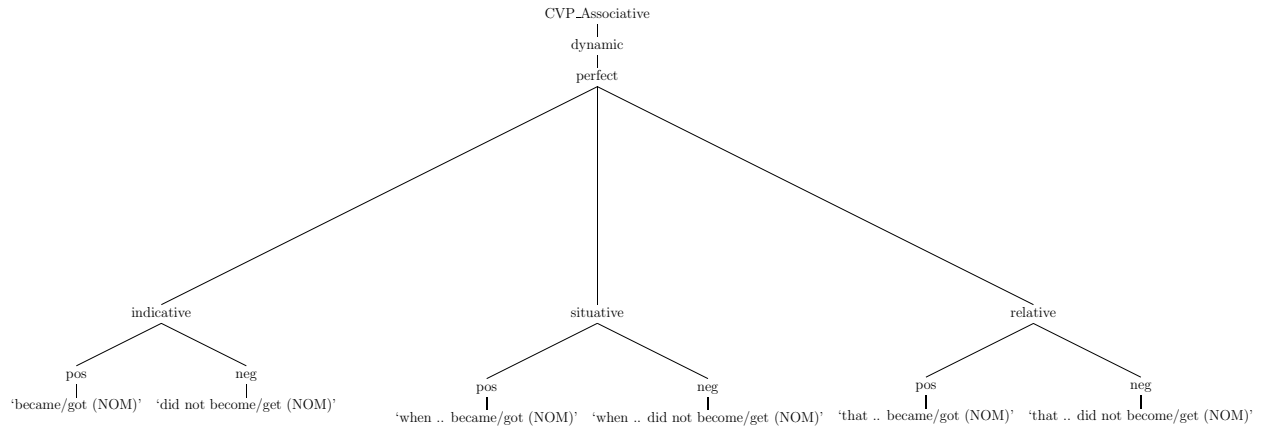 CVP_Associative
dynamic
perfect
indicative situative relative
pos neg pos neg pos neg
‘became/got (NOM)’ ‘did not become/get (NOM)’ ‘when .. became/got (NOM)’ ‘when .. did not become/get (NOM)’ ‘that .. became/got (NOM)’ ‘that .. did not become/get (NOM)’